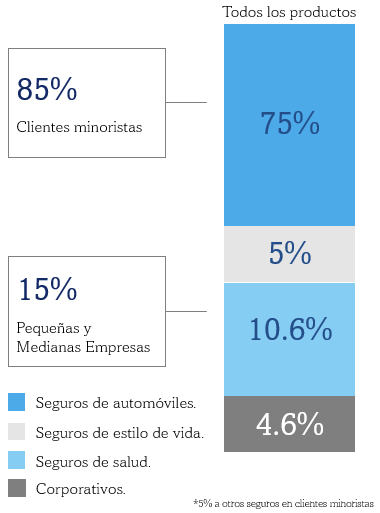 Todos los productos
85%
Clientes minoristas
75%
5%
15%
Pequeñas y
Medianas Empresas
10.6%
4.6%
Seguros de automóviles.
Seguros de estilo de vida.
Seguros de salud.
Corporativos.
*5% a otros seguros en clientes minoristas